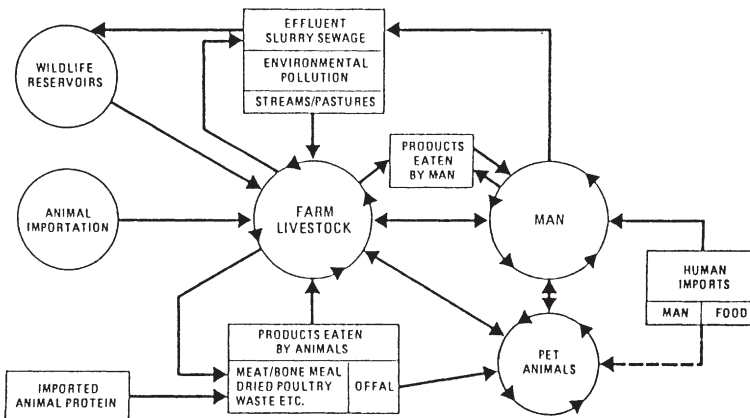 EFFLUENT
SLURRY SEWAGE
ENVIRONMENTAL
POLLUTION
STREAMS/PASTURES
WILDLIFE
RESERVOIRS
PRODUCTS
EATEN
BY MAN
ANIMAL
IMPORTATION
FARM
LIVESTOCK
MAN
HUMAN
IMPORTS
MAN
FOOD
PRODUCTS EATEN
BY ANIMALS
MEAT/BONE MEAL
DRIED POULTRY
WASTE ETC.
OFFAL
PET
ANIMALS
IMPORTED
ANIMAL PROTEIN